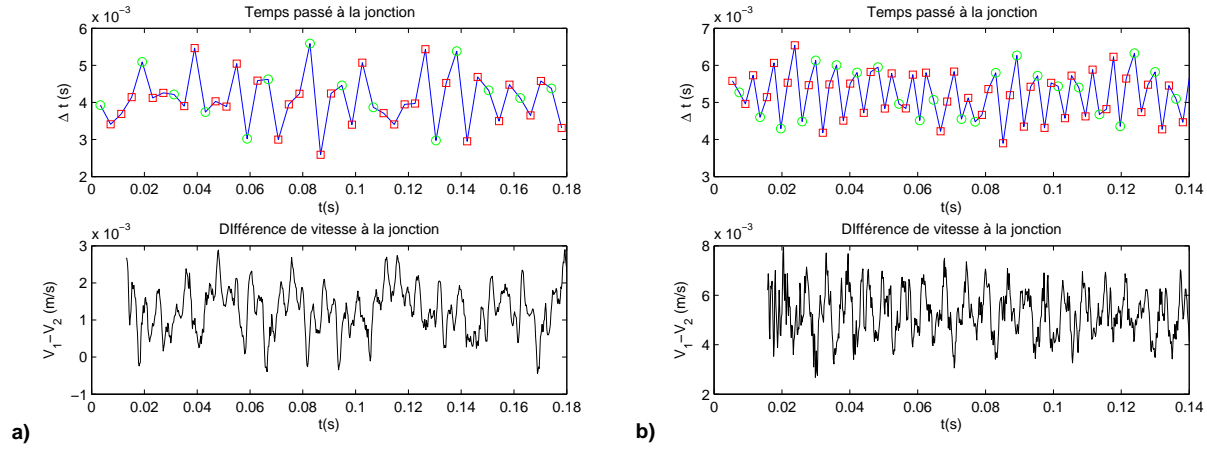 Temps passé à la jonction
x 10⁻³
6
5
4
3
2
Δ t (s)
0 0.02 0.04 0.06 0.08 0.1 0.12 0.14 0.16 0.18
t(s)
DIfférence de vitesse à la jonction
x 10⁻³
3
2
1
0
−1
V₁−V₂ (m/s)
0 0.02 0.04 0.06 0.08 0.1 0.12 0.14 0.16 0.18
t(s)
a)
Temps passé à la jonction
x 10⁻³
7
6
5
4
3
Δ t (s)
0 0.02 0.04 0.06 0.08 0.1 0.12 0.14
t(s)
DIfférence de vitesse à la jonction
x 10⁻³
8
6
4
2
V₁−V₂ (m/s)
0 0.02 0.04 0.06 0.08 0.1 0.12 0.14
t(s)
b)